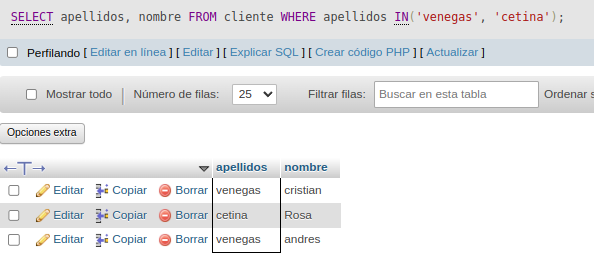 SELECT apellidos, nombre FROM cliente WHERE apellidos IN('venegas', 'cetina');
Perfilando [ Editar en línea ] [ Editar ] [ Explicar SQL ] [ Crear código PHP ] [ Actualizar ]
Mostrar todo | Número de filas: 25 Filtrar filas: Buscar en esta tabla Ordenar s
Opciones extra
←T→ apellidos nombre
Editar Copiar Borrar venegas cristian
Editar Copiar Borrar cetina Rosa
Editar Copiar Borrar venegas andres